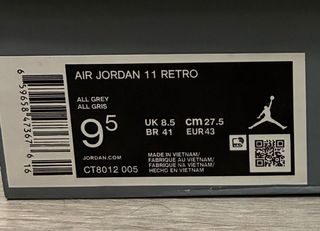 AIR JORDAN 11 RETRO
ALL GREY
ALL GRIS
9.5
UK 8.5 cm 27.5
BR 41 EUR 43
JORDAN.COM
MADE IN VIETNAM/
FABRIQUE AU VIETNAM/
FABRICADO NO VIETNAM/
HECHO EN VIETNAM
CT8012 005